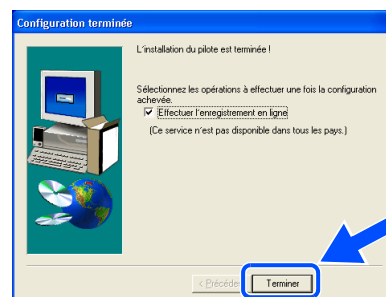 Configuration terminée
L'installation du pilote est terminée !
Sélectionnez les opérations à effectuer une fois la configuration
achevée.
Effectuer l'enregistrement en ligne
(Ce service n'est pas disponible dans tous les pays.)
< Précéden Terminer